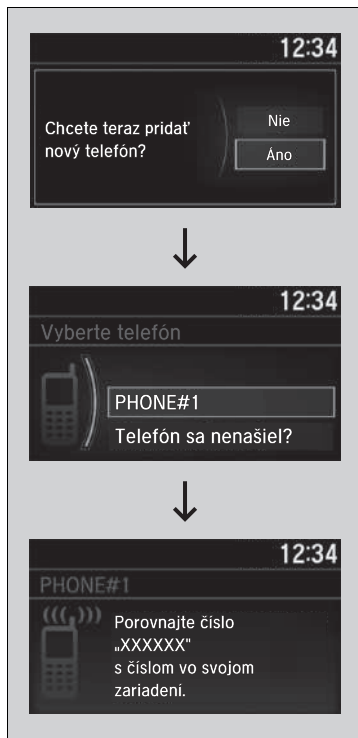 12:34
Chcete teraz pridať
nový telefón?
Nie
Áno
12:34
Vyberte telefón
PHONE#1
Telefón sa nenašiel?
12:34
PHONE#1
Porovnajte číslo
„XXXXXX"
s číslom vo svojom
zariadení.